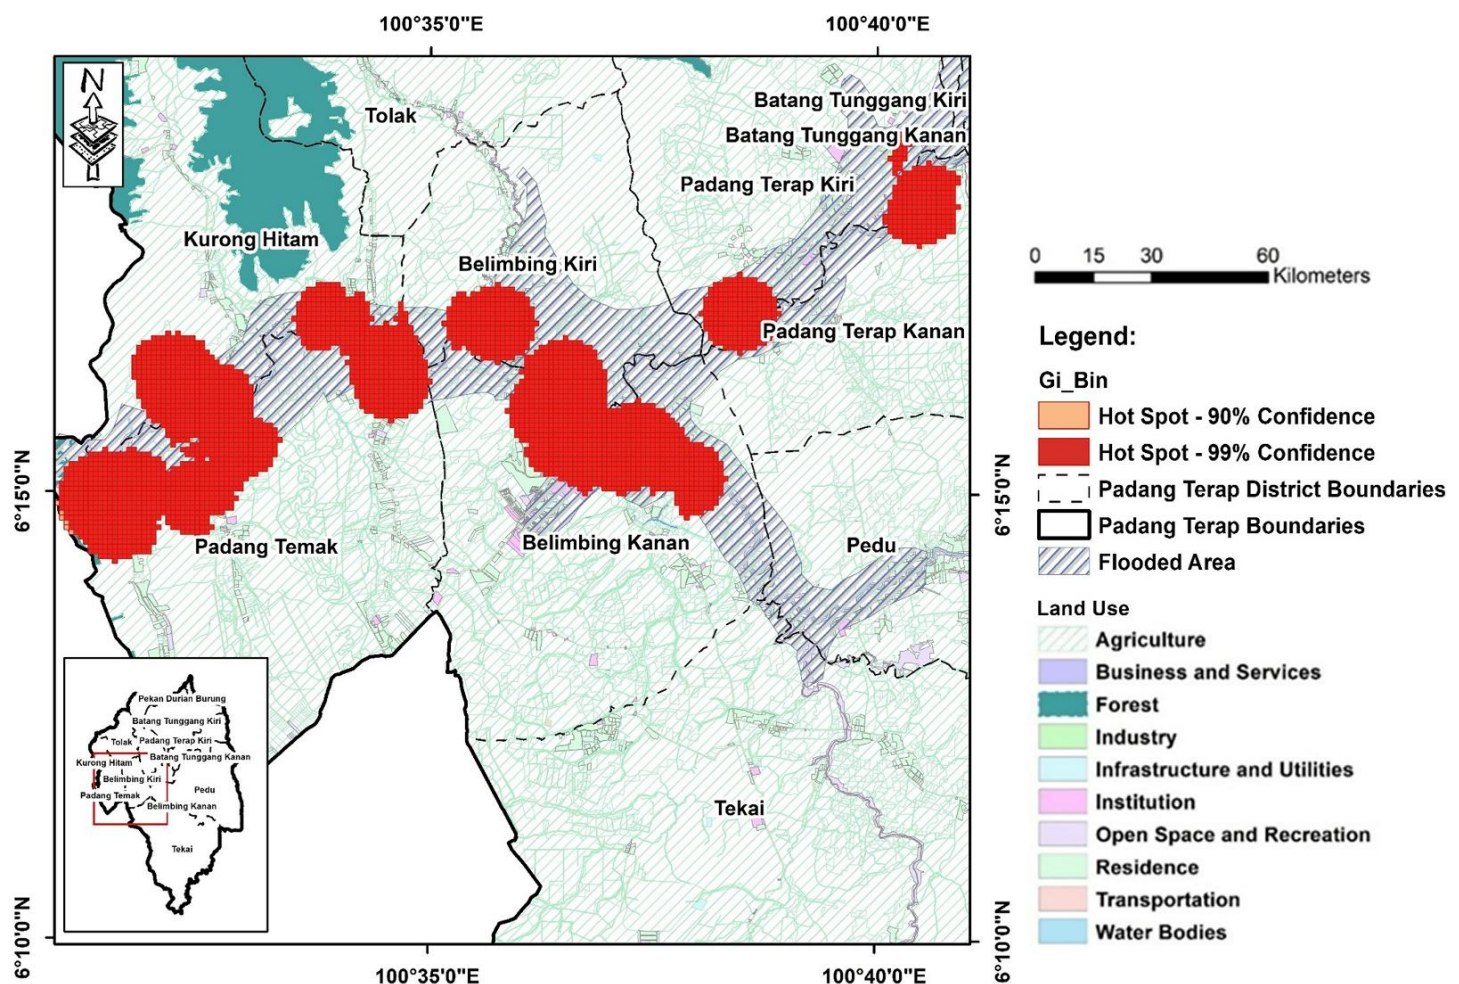 100°35'0"E
100°40'0"E
N
Tolak
Batang Tunggang Kiri
Batang Tunggang Kanan
Padang Terap Kiri
Kurong Hitam
Belimbing Kiri
Padang Terap Kanan
6°15'0"N
6°15'0"N
Padang Temak
Belimbing Kanan
Pedu
Tekai
6°10'0"N
6°10'0"N
100°35'0"E
100°40'0"E
Pekan Durian Burung
Batang Tunggang Kiri
Tolak
Padang Terap Kiri
Batang Tunggang Kanan
Kurong Hitam
Belimbing Kiri
Padang Temak
Pedu
Belimbing Kanan
Tekai
0 15 30 60
Kilometers
Legend:
Gi_Bin
Hot Spot - 90% Confidence
Hot Spot - 99% Confidence
Padang Terap District Boundaries
Padang Terap Boundaries
Flooded Area
Land Use
Agriculture
Business and Services
Forest
Industry
Infrastructure and Utilities
Institution
Open Space and Recreation
Residence
Transportation
Water Bodies